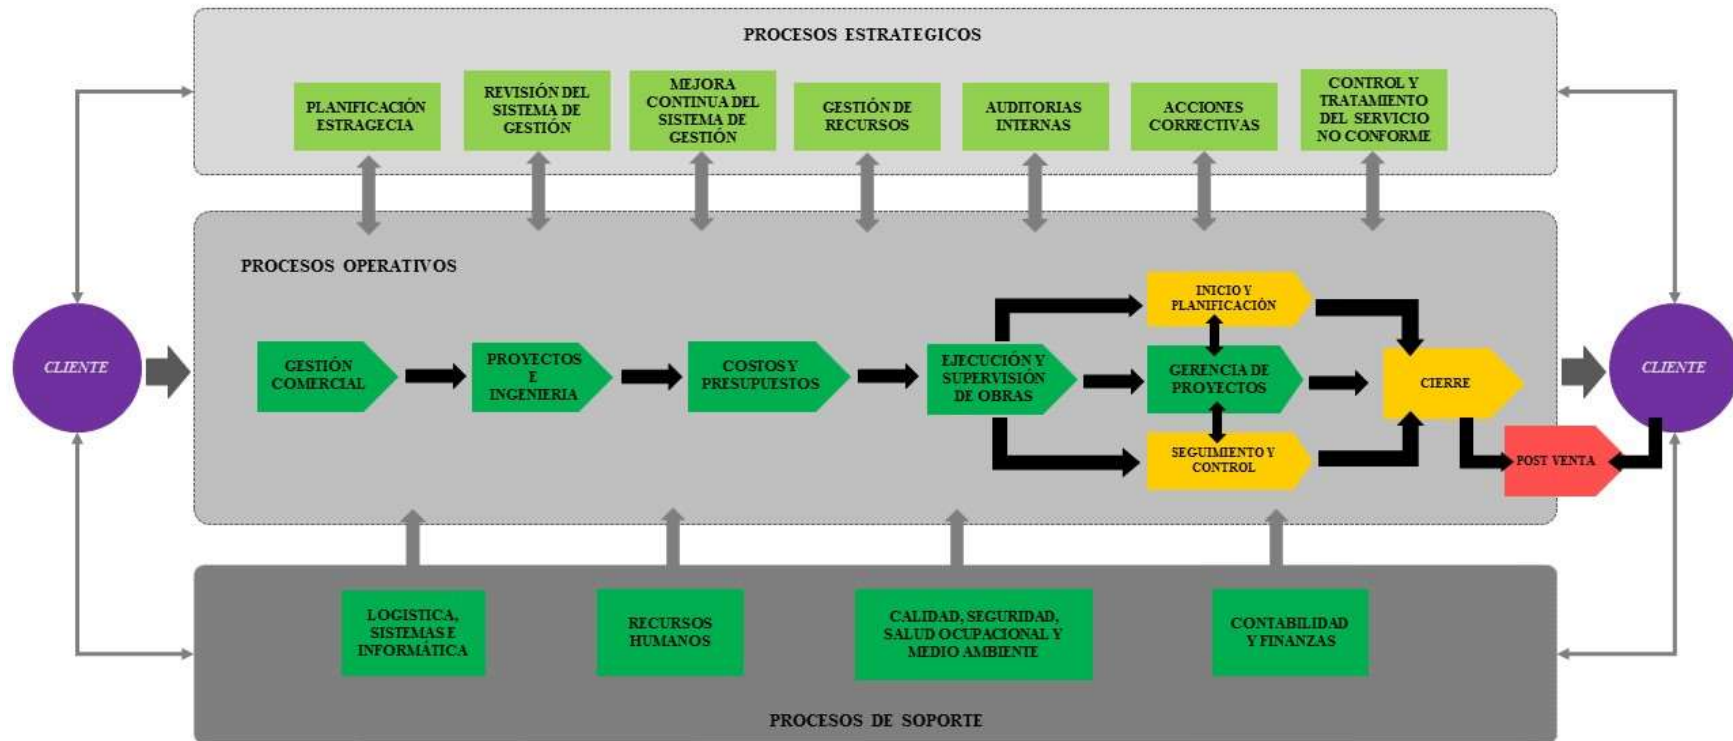 PROCESOS ESTRATEGICOS
PLANIFICACIÓN
ESTRAGECIA
REVISIÓN DEL
SISTEMA DE
GESTIÓN
MEJORA
CONTINUA DEL
SISTEMA DE
GESTIÓN
GESTIÓN DE
RECURSOS
AUDITORIAS
INTERNAS
ACCIONES
CORRECTIVAS
CONTROL Y
TRATAMIENTO
DEL SERVICIO
NO CONFORME
PROCESOS OPERATIVOS
CLIENTE
GESTIÓN
COMERCIAL
PROYECTOS
E
INGENIERIA
COSTOS Y
PRESUPUESTOS
EJECUCIÓN Y
SUPERVISIÓN
DE OBRAS
INICIO Y
PLANIFICACIÓN
GERENCIA DE
PROYECTOS
SEGUIMIENTO Y
CONTROL
CIERRE
POST VENTA
CLIENTE
LOGISTICA,
SISTEMAS E
INFORMÁTICA
RECURSOS
HUMANOS
CALIDAD, SEGURIDAD,
SALUD OCUPACIONAL Y
MEDIO AMBIENTE
CONTABILIDAD
Y FINANZAS
PROCESOS DE SOPORTE